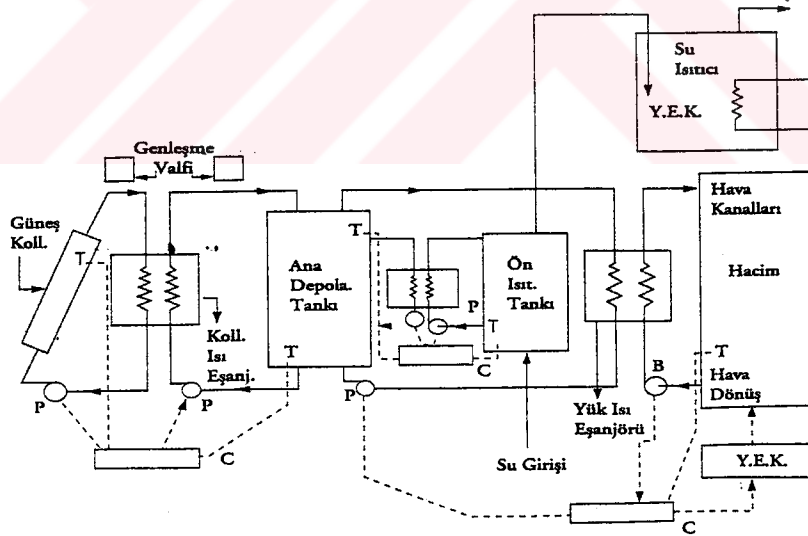 Su
Isıtıcı
Y.E.K.
Genleşme
Valfi
Güneş
Koll.
T
Koll.
Isı
Eşanj.
P
P
C
Ana
Depola.
Tankı
T
T
P
T
C
Ön
Isıt.
Tankı
P
Su Girişi
Yük Isı
Eşanjörü
B
Hava
Kanalları
Hacim
T
Hava
Dönüş
Y.E.K.
C